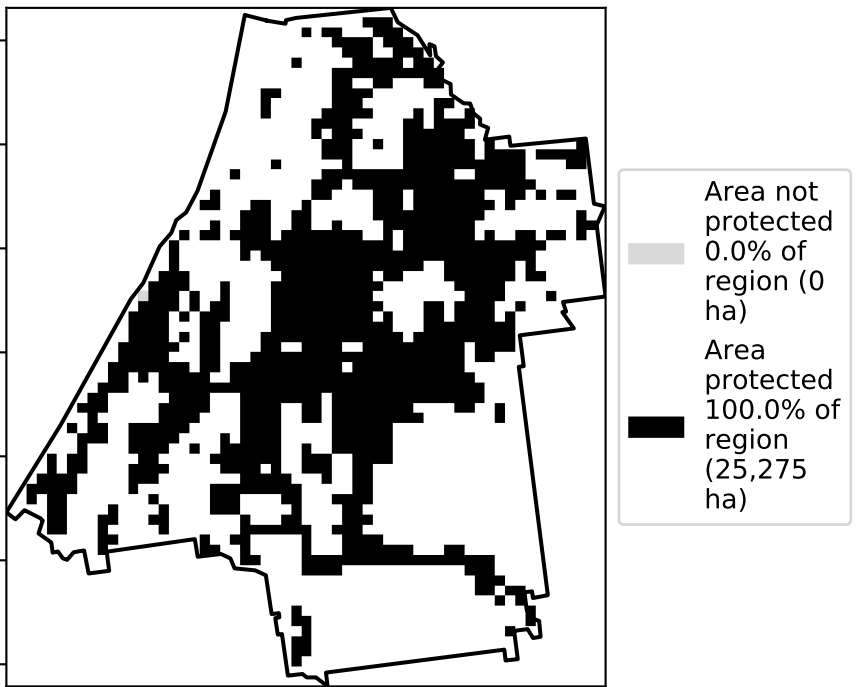 Area not
protected
0.0% of
region (0
ha)
Area
protected
100.0% of
region
(25,275
ha)